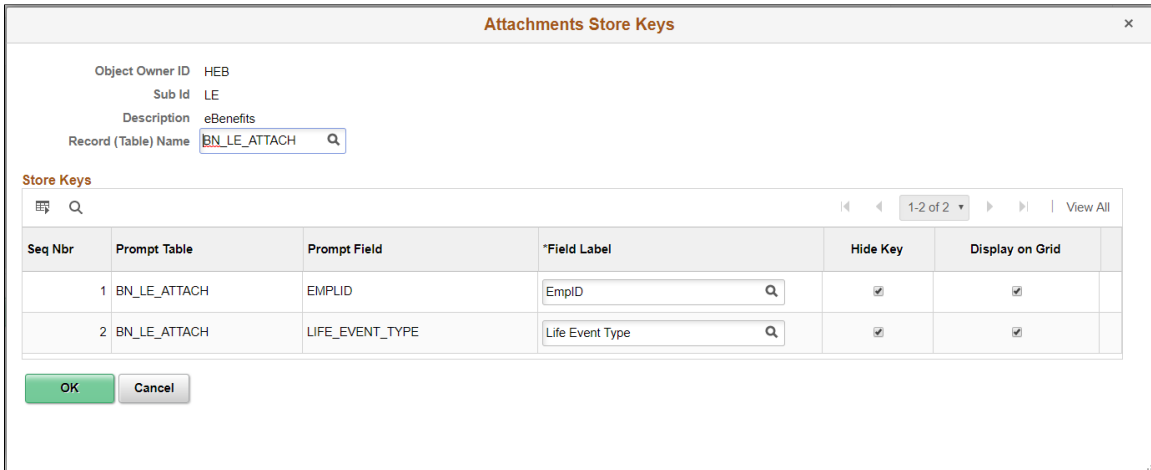 Attachments Store Keys ×
Object Owner ID HEB
Sub Id LE
Description eBenefits
Record (Table) Name BN_LE_ATTACH
Store Keys
1-2 of 2 View All
Seq Nbr Prompt Table Prompt Field *Field Label Hide Key Display on Grid
1 BN_LE_ATTACH EMPLID EmpID
2 BN_LE_ATTACH LIFE_EVENT_TYPE Life Event Type
OK Cancel